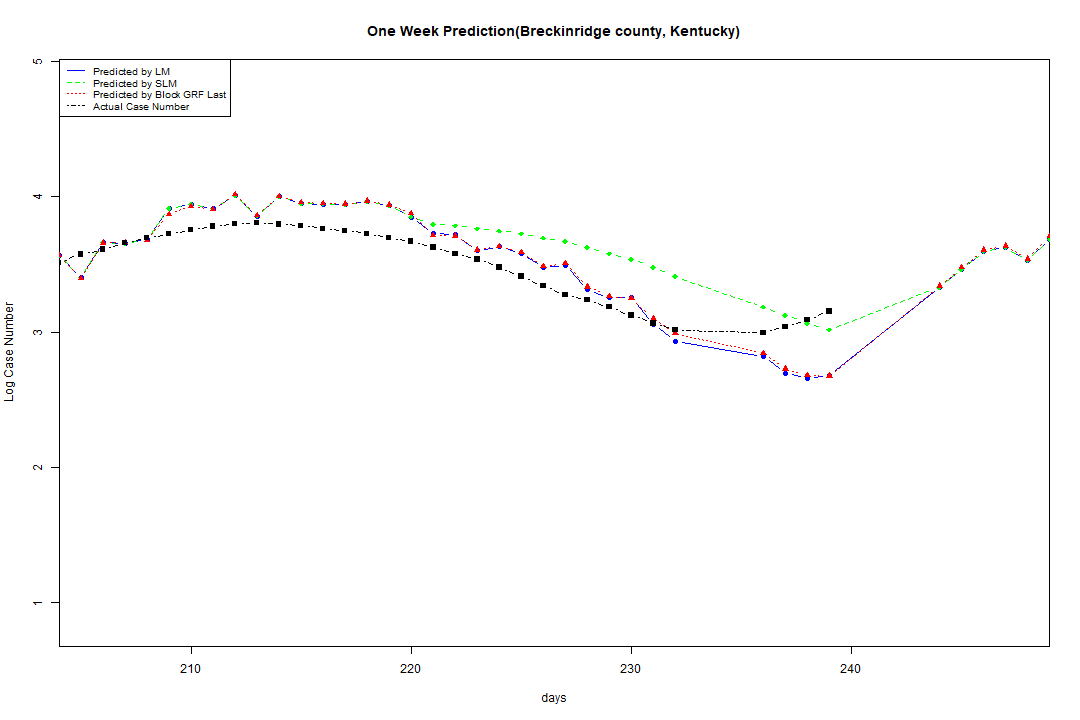 One Week Prediction(Breckinridge county, Kentucky)
Predicted by LM
Predicted by SLM
Predicted by Block GRF Last
Actual Case Number
5
4
3
2
1
Log Case Number
210 220 230 240
days